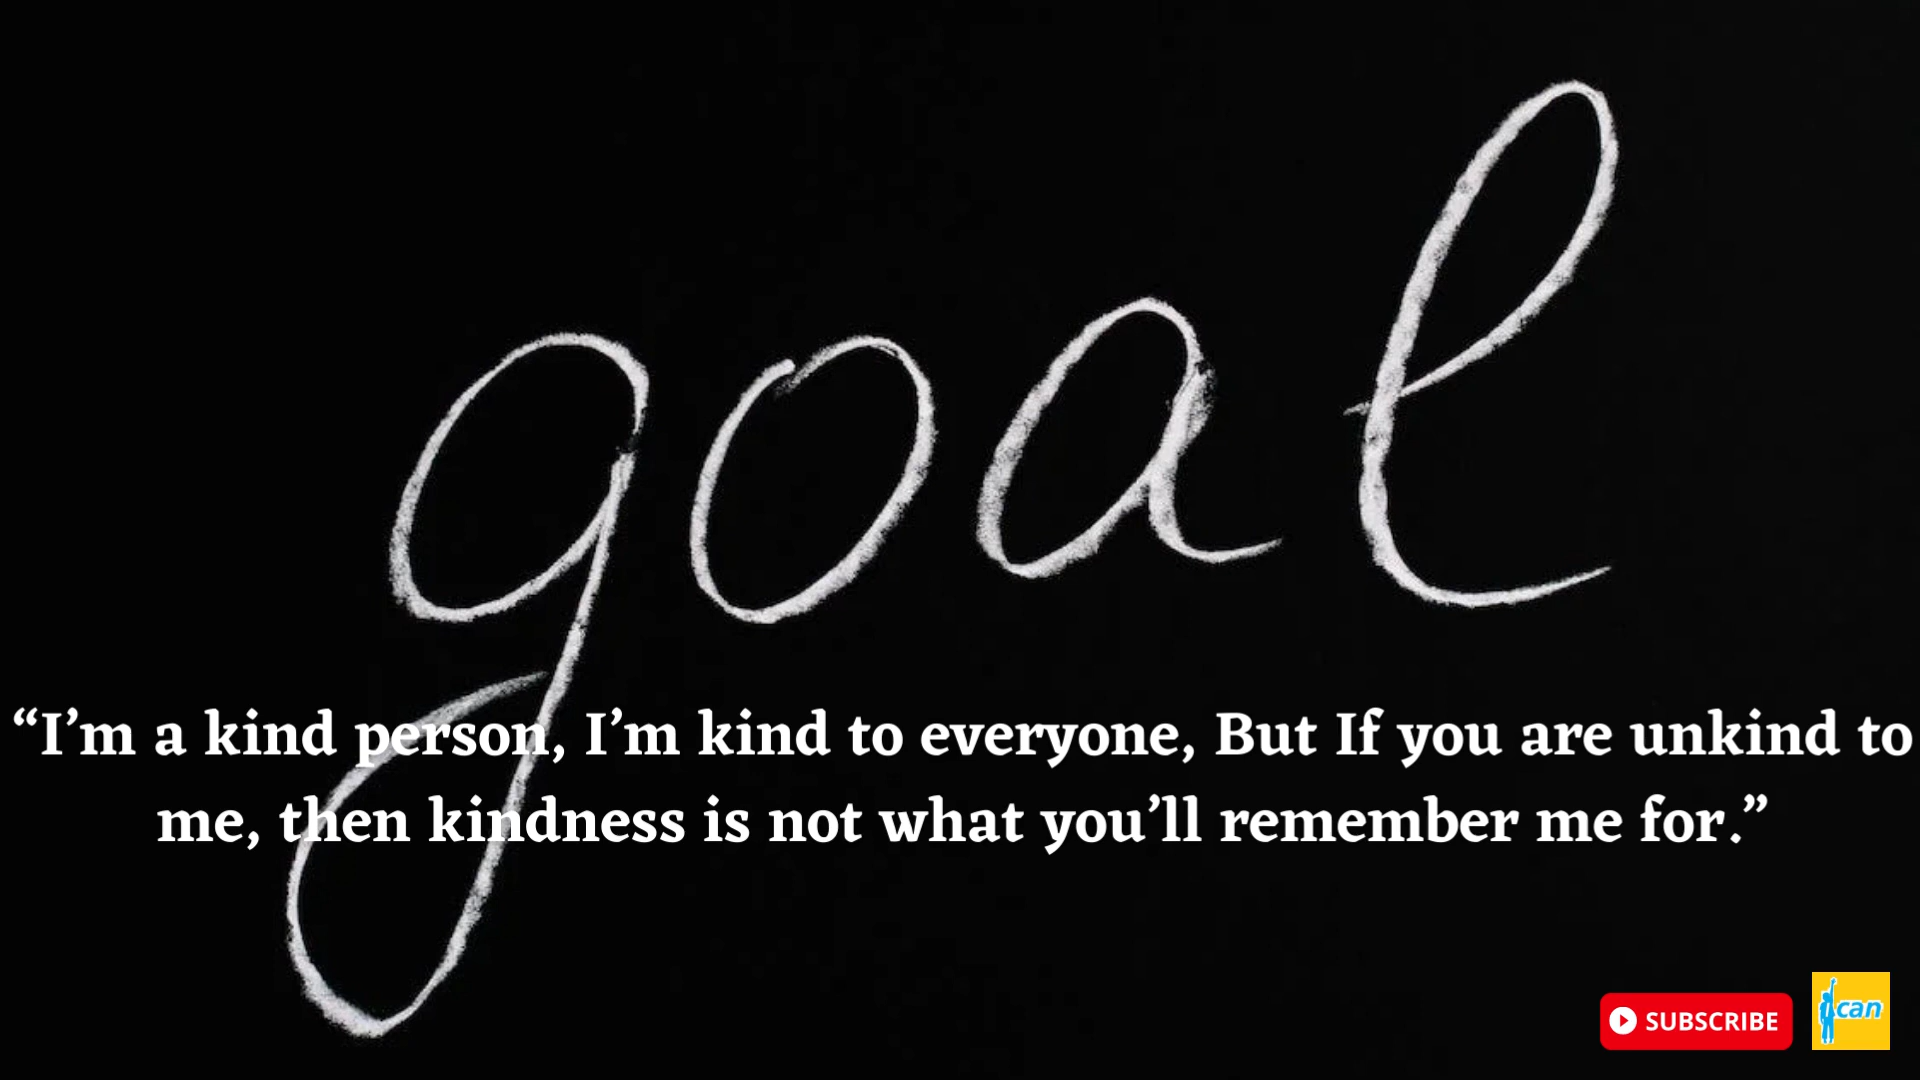 goal
“I’m a kind person, I’m kind to everyone, But If you are unkind to
me, then kindness is not what you’ll remember me for.”
SUBSCRIBE
can